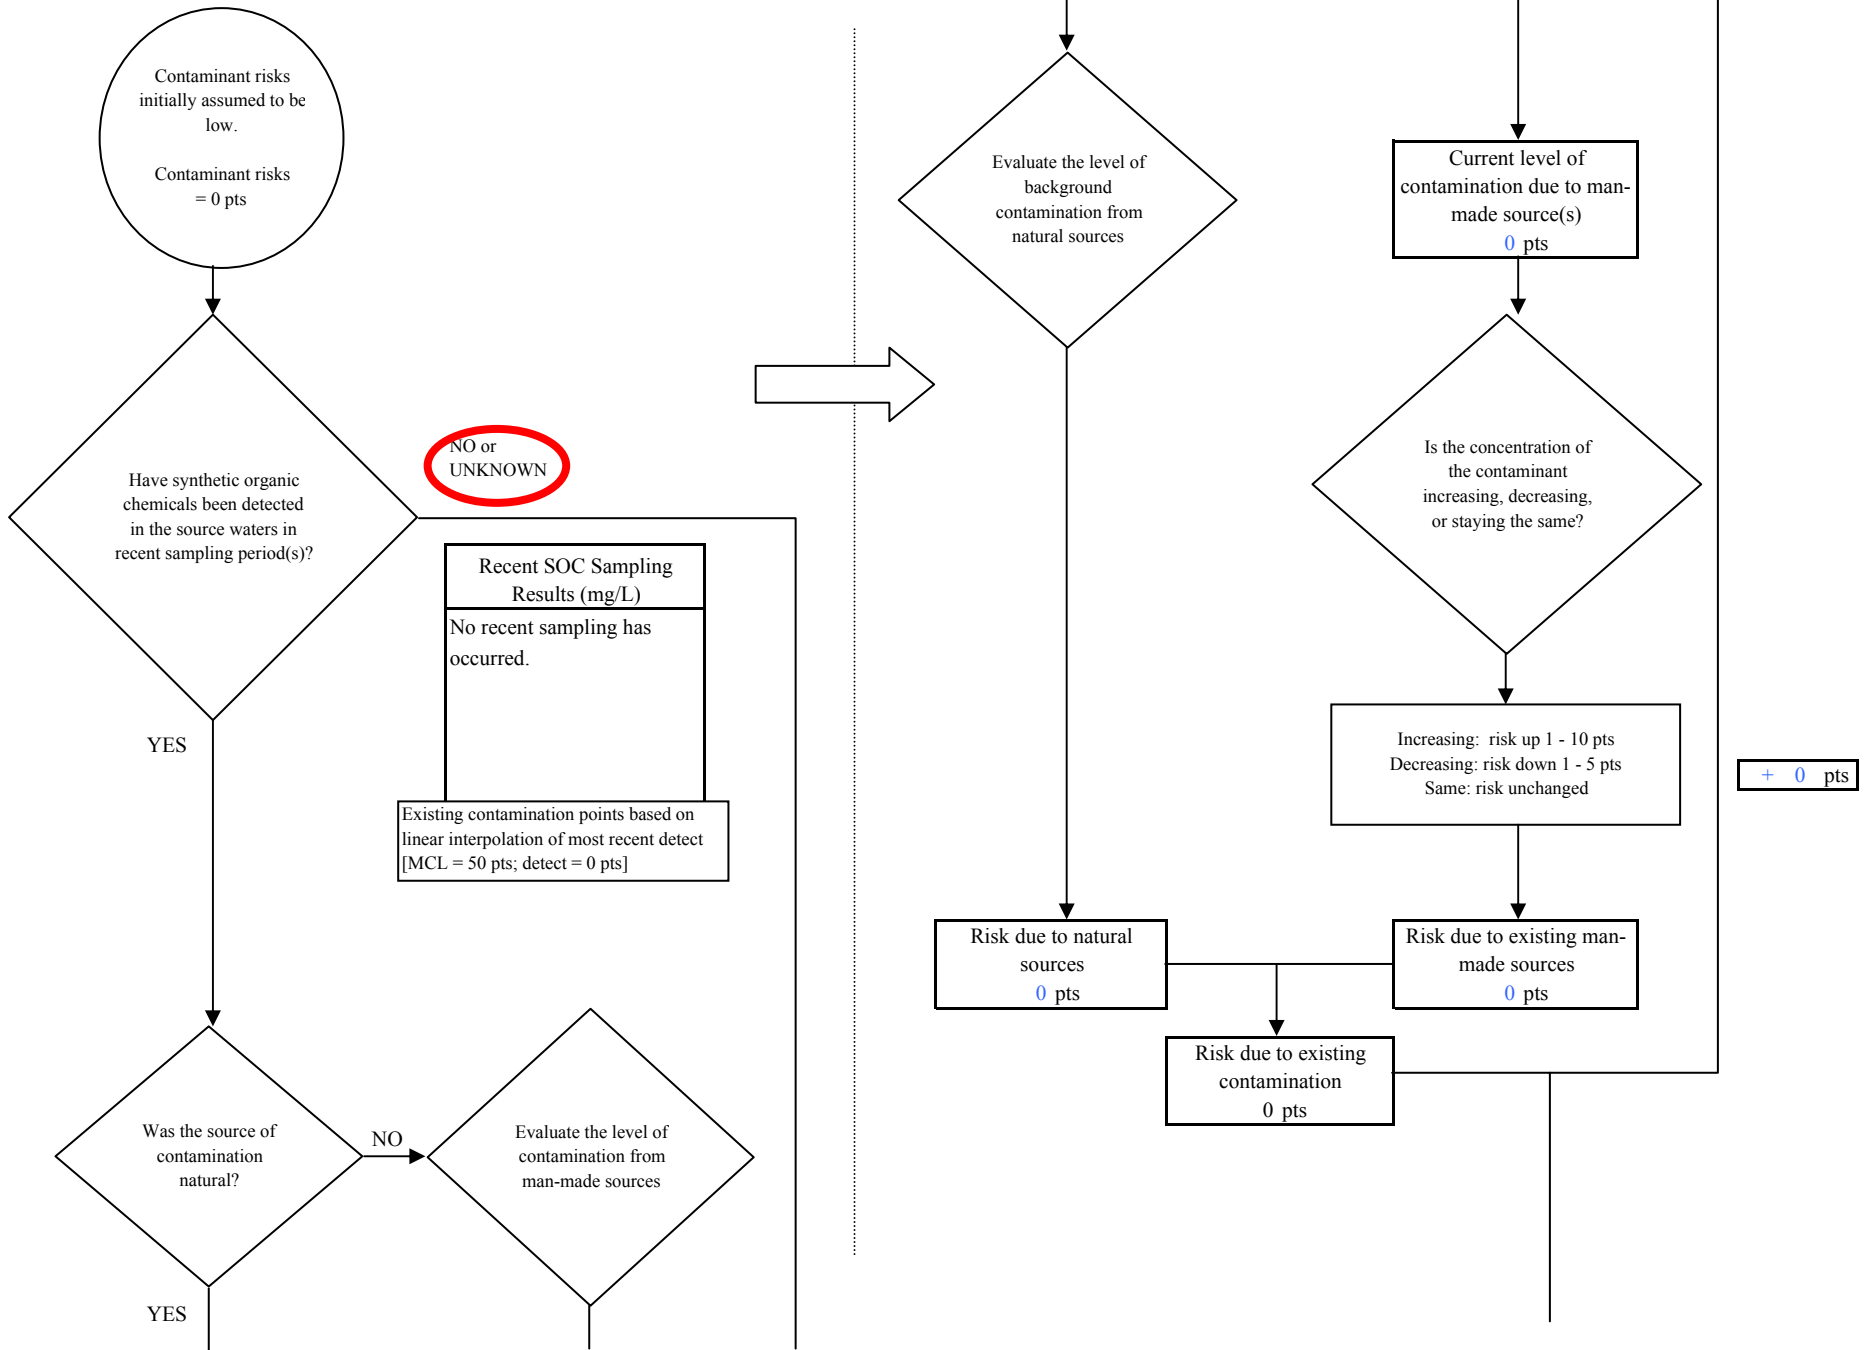 Contaminant risks
initially assumed to be
low.
Contaminant risks
= 0 pts
Have synthetic organic
chemicals been detected
in the source waters in
recent sampling period(s)?
NO or
UNKNOWN
Recent SOC Sampling
Results (mg/L)
No recent sampling has
occurred.
Existing contamination points based on
linear interpolation of most recent detect
[MCL = 50 pts; detect = 0 pts]
YES
Was the source of
contamination
natural?
NO
Evaluate the level of
contamination from
man-made sources
YES
Evaluate the level of
background
contamination from
natural sources
Current level of
contamination due to man-
made source(s)
0 pts
Is the concentration of
the contaminant
increasing, decreasing,
or staying the same?
Increasing: risk up 1 - 10 pts
Decreasing: risk down 1 - 5 pts
Same: risk unchanged
+ 0 pts
Risk due to natural
sources
0 pts
Risk due to existing man-
made sources
0 pts
Risk due to existing
contamination
0 pts